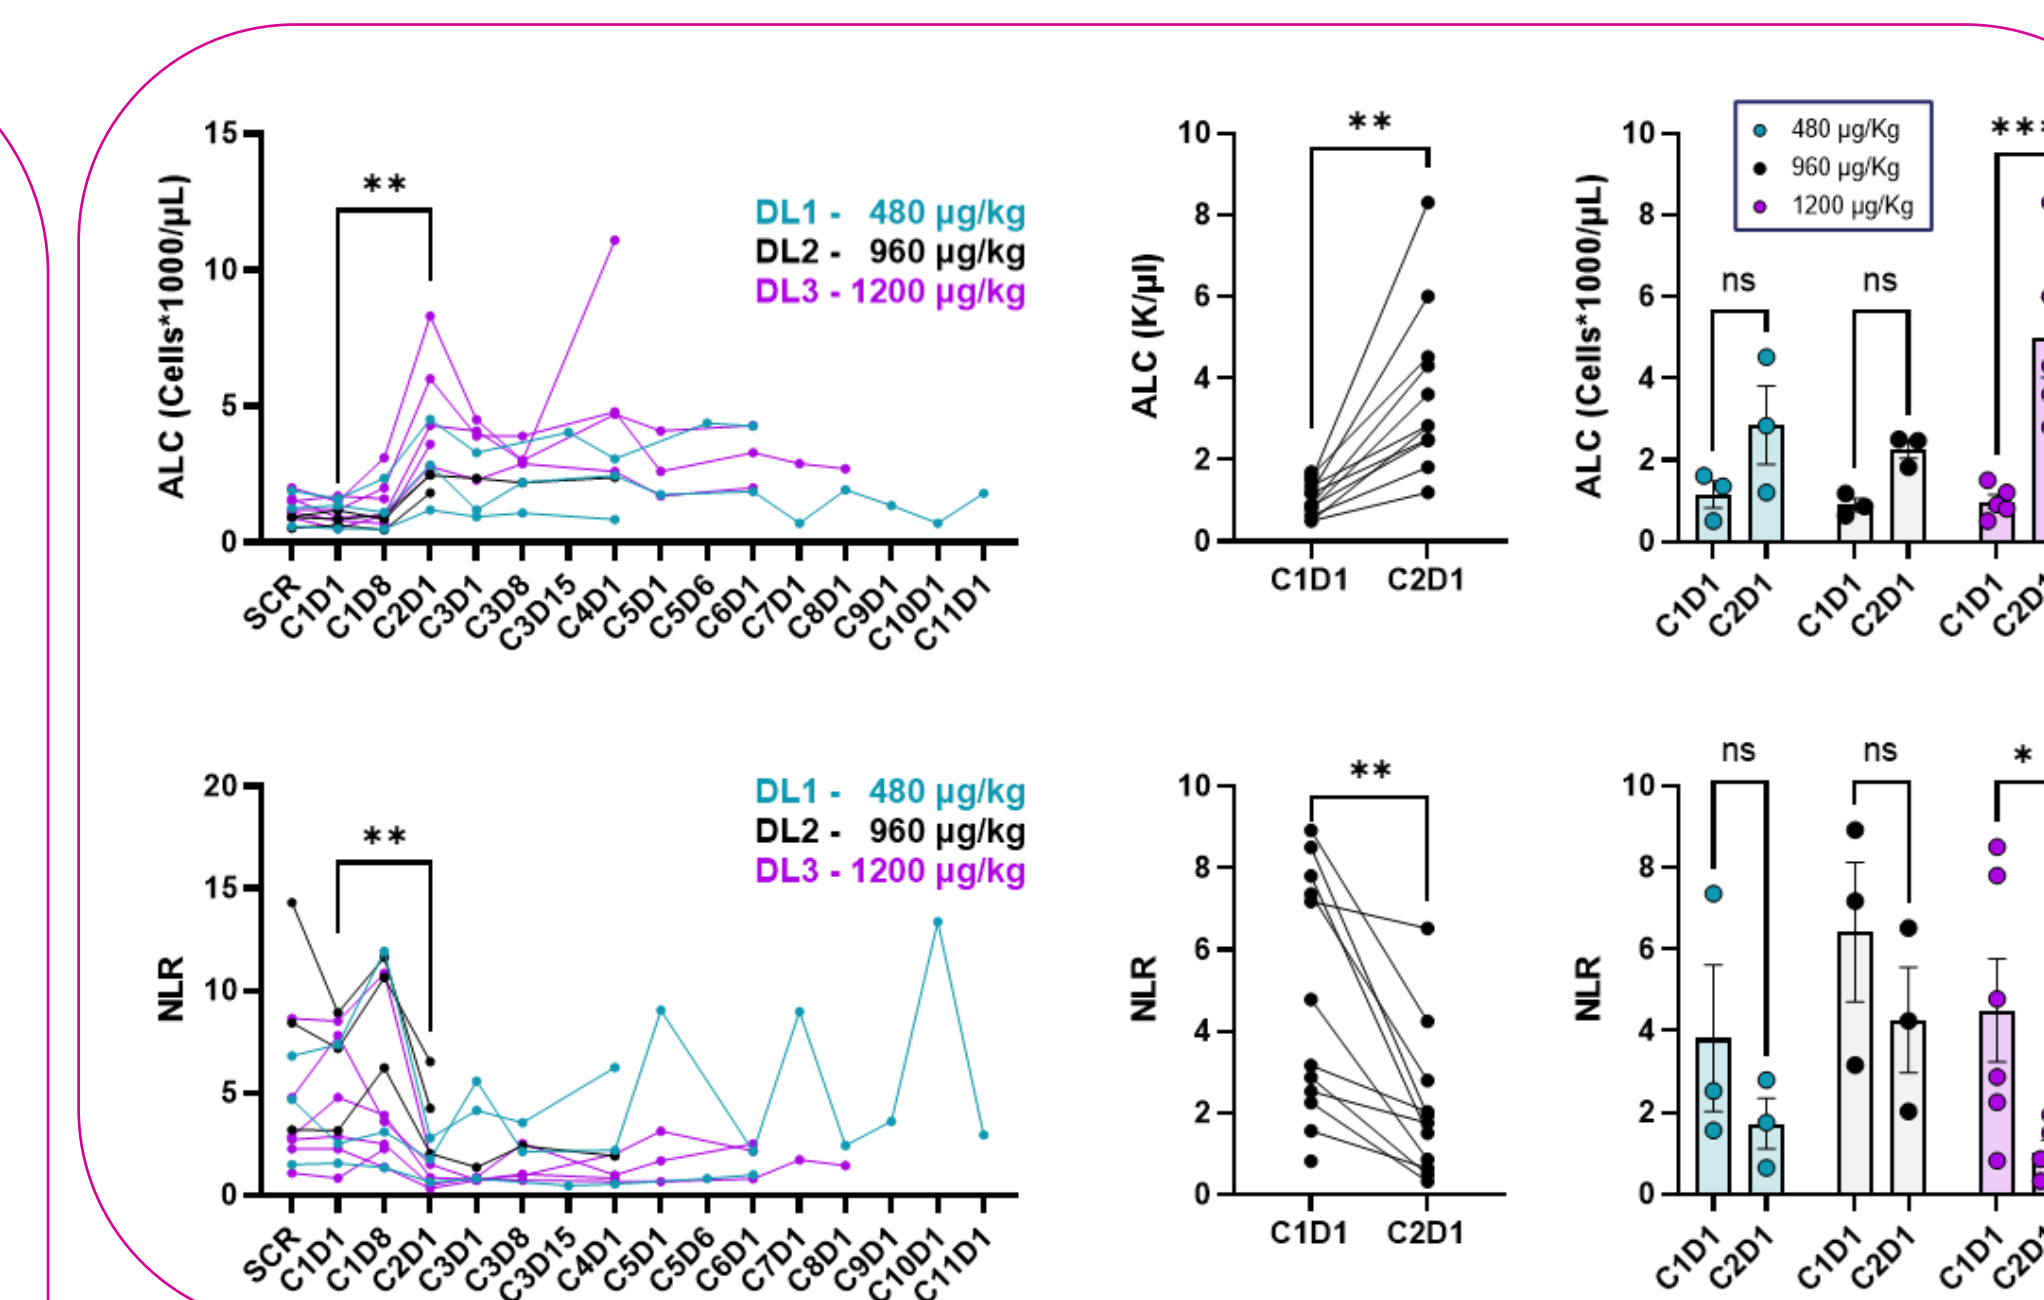 **
ALC (Cells*1000/µL)
15
10
5
0
DL1 - 480 µg/kg
DL2 - 960 µg/kg
DL3 - 1200 µg/kg
SCR C1D1 C1D8 C2D1 C3D1 C3D8 C3D15 C4D1 C5D1 C5D6 C6D1 C7D1 C8D1 C9D1 C10D1 C11D1
**
ALC (K/µl)
10
8
6
4
2
0
C1D1 C2D1
ALC (Cells*1000/µL)
10
8
6
4
2
0
480 µg/Kg
960 µg/Kg
1200 µg/Kg
ns ns ***
C1D1 C2D1 C1D1 C2D1 C1D1
**
NLR
20
15
10
5
0
DL1 - 480 µg/kg
DL2 - 960 µg/kg
DL3 - 1200 µg/kg
SCR C1D1 C1D8 C2D1 C3D1 C3D8 C3D15 C4D1 C5D1 C5D6 C6D1 C7D1 C8D1 C9D1 C10D1 C11D1
**
NLR
10
8
6
4
2
0
C1D1 C2D1
ns ns *
NLR
10
8
6
4
2
0
C1D1 C2D1 C1D1 C2D1 C1D1